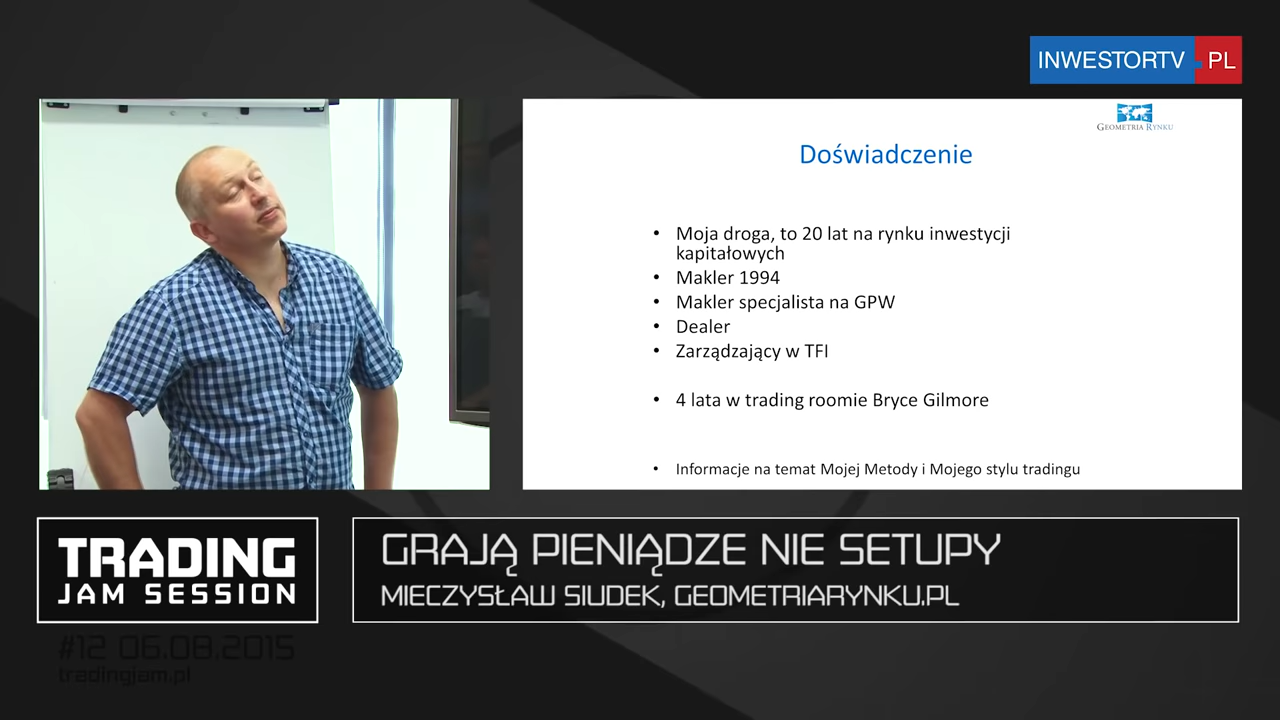 INWESTORTV.PL
GEOMETRIA RYNKU
Doświadczenie
• Moja droga, to 20 lat na rynku inwestycji
kapitałowych
• Makler 1994
• Makler specjalista na GPW
• Dealer
• Zarządzający w TFI
• 4 lata w trading roomie Bryce Gilmore
• Informacje na temat Mojej Metody i Mojego stylu tradingu
TRADING
JAM SESSION
GRAJĄ PIENIĄDZE NIE SETUPY
MIECZYSŁAW SIUDEK, GEOMETRIARYNKU.PL
#12 06.08.2015
tradingjam.pl